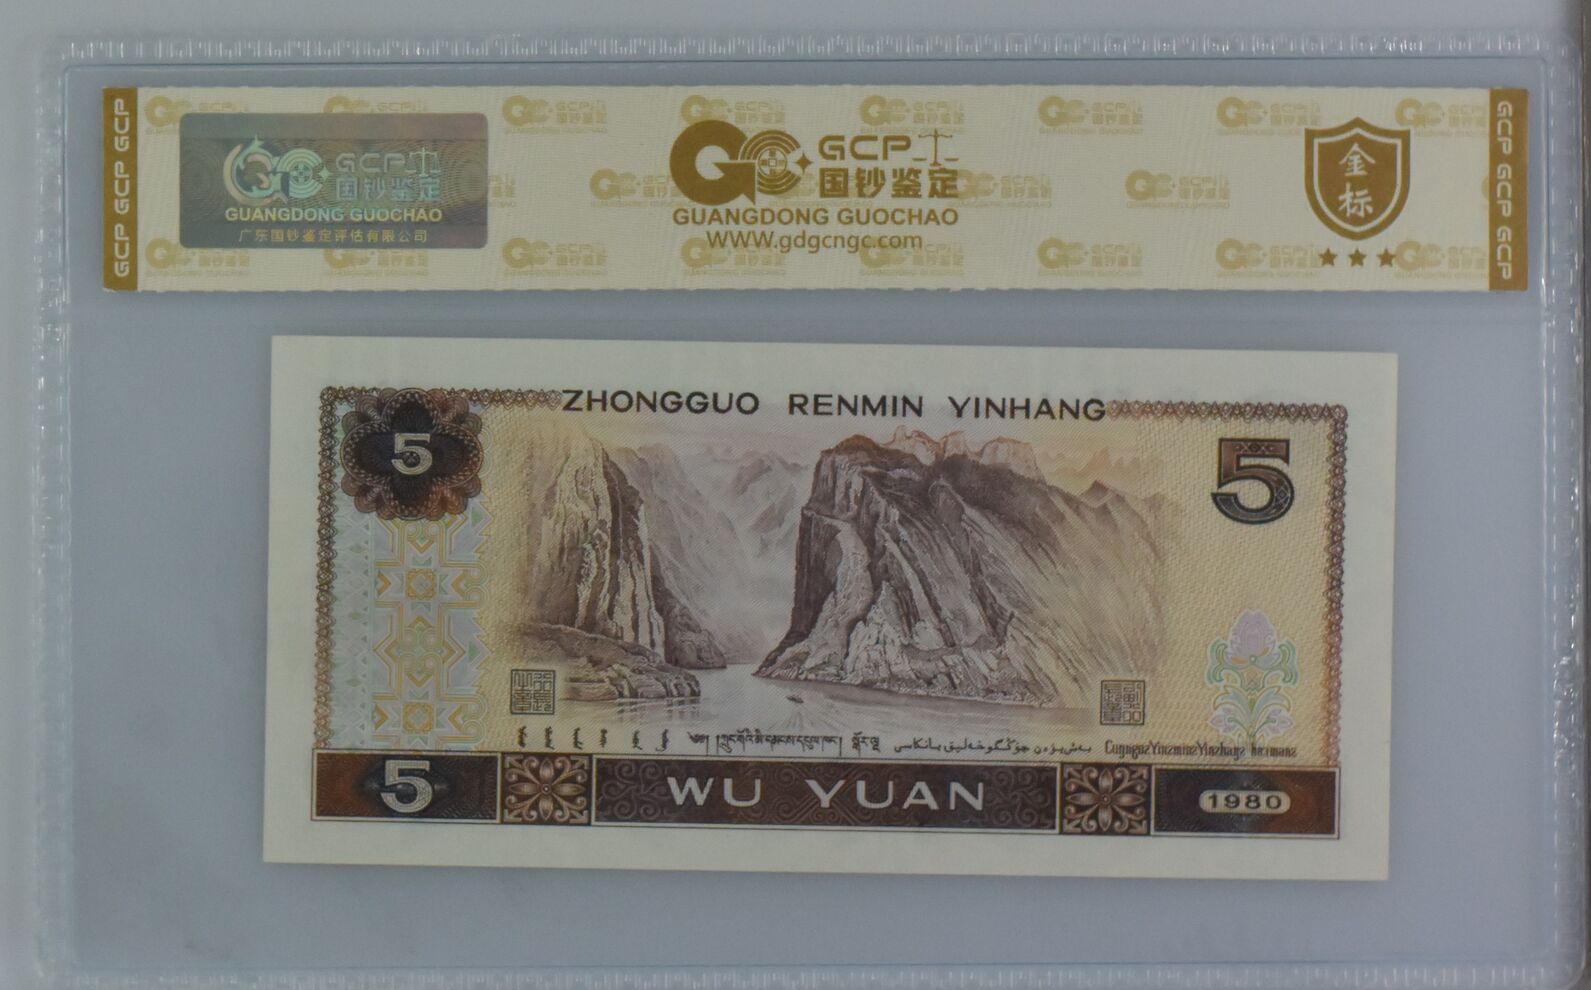 GCP GCP GCP
GCP 国钞鉴定
GUANGDONG GUOCHAO
广东国钞鉴定评估有限公司
GCP
国钞鉴定
GUANGDONG GUOCHAO
WWW.gdgcngc.com
金标
GCP GCP GCP
ZHONGGUO RENMIN YINHANG
5
5
5
WU YUAN
1980